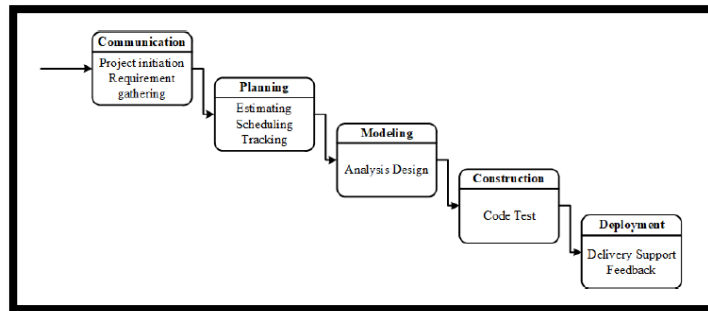 Communication
Project initiation
Requirement
gathering
Planning
Estimating
Scheduling
Tracking
Modeling
Analysis Design
Construction
Code Test
Deployment
Delivery Support
Feedback